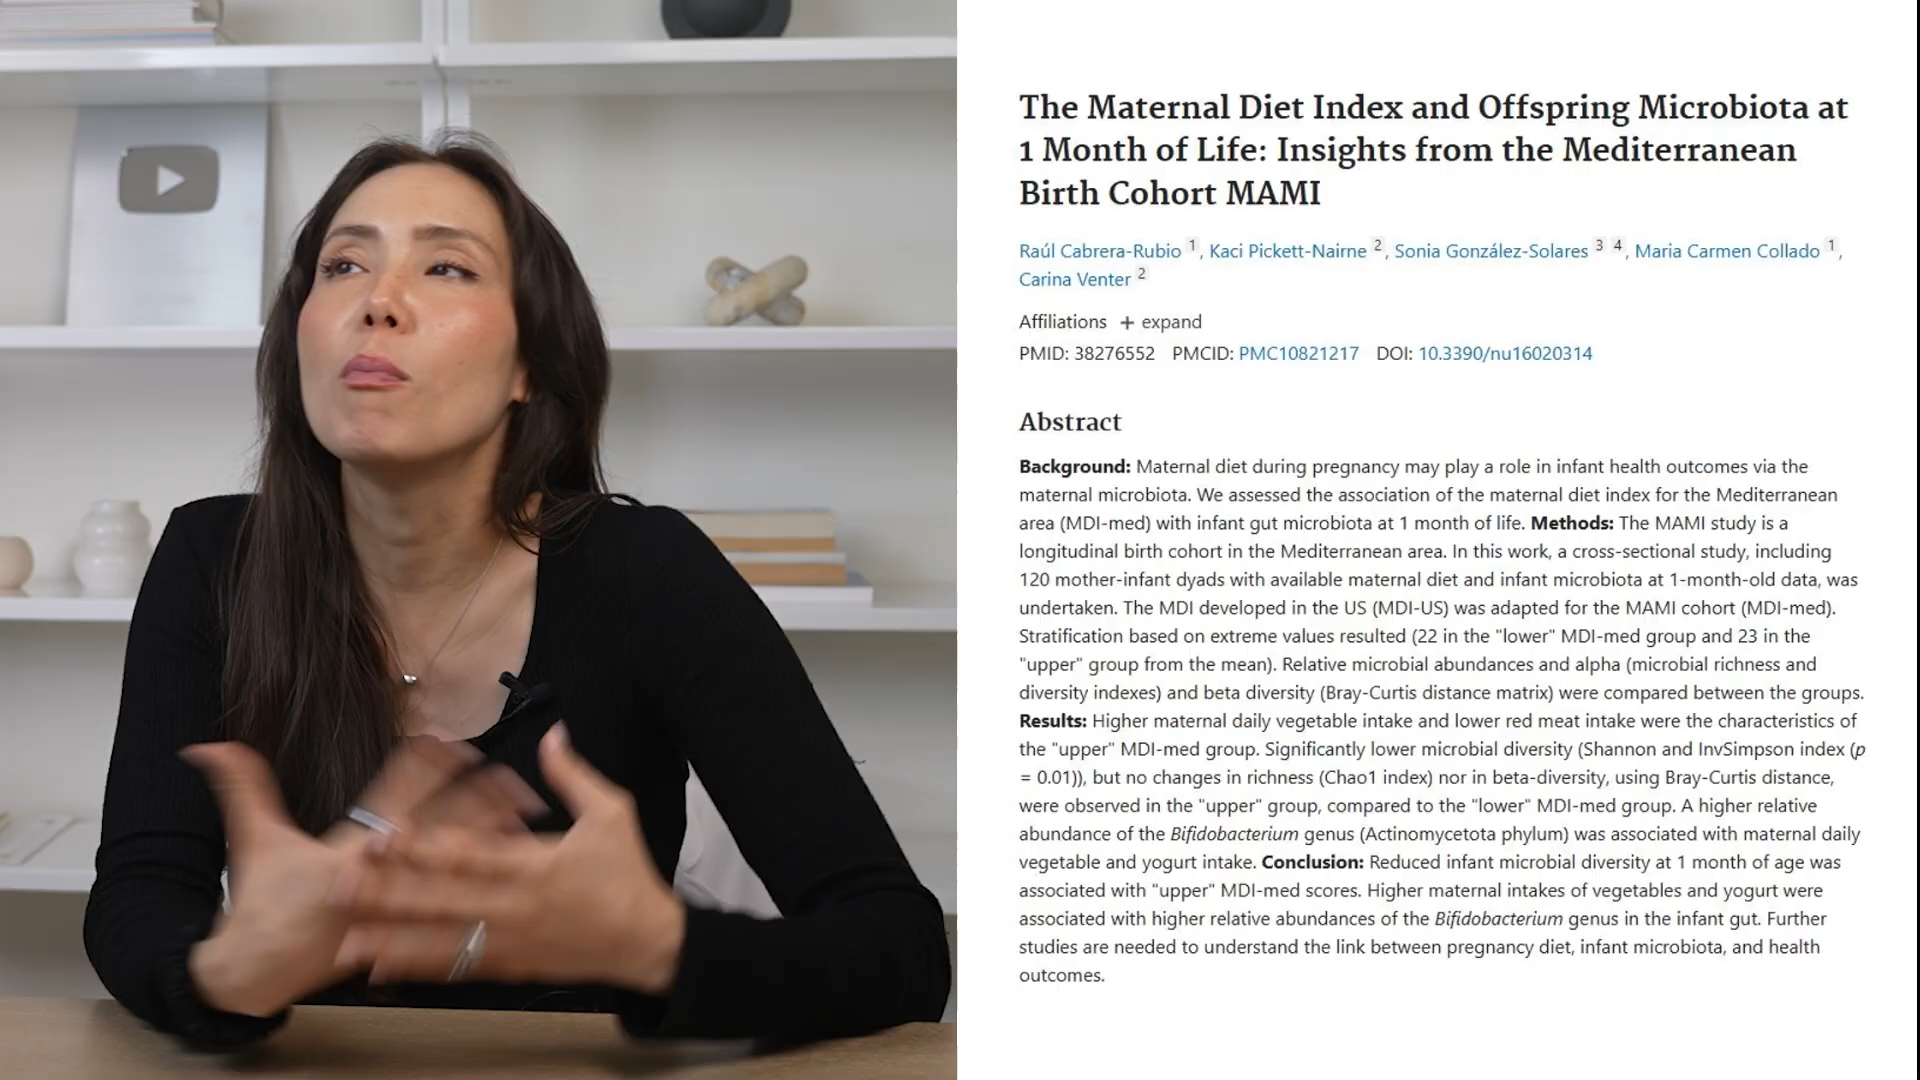 The Maternal Diet Index and Offspring Microbiota at
1 Month of Life: Insights from the Mediterranean
Birth Cohort MAMI
Raúl Cabrera-Rubio 1, Kaci Pickett-Nairne 2, Sonia González-Solares 3 4, Maria Carmen Collado 1,
Carina Venter 2
Affiliations + expand
PMID: 38276552 PMCID: PMC10821217 DOI: 10.3390/nu16020314
Abstract
Background: Maternal diet during pregnancy may play a role in infant health outcomes via the
maternal microbiota. We assessed the association of the maternal diet index for the Mediterranean
area (MDI-med) with infant gut microbiota at 1 month of life. Methods: The MAMI study is a
longitudinal birth cohort in the Mediterranean area. In this work, a cross-sectional study, including
120 mother-infant dyads with available maternal diet and infant microbiota at 1-month-old data, was
undertaken. The MDI developed in the US (MDI-US) was adapted for the MAMI cohort (MDI-med).
Stratification based on extreme values resulted (22 in the "lower" MDI-med group and 23 in the
"upper" group from the mean). Relative microbial abundances and alpha (microbial richness and
diversity indexes) and beta diversity (Bray-Curtis distance matrix) were compared between the groups.
Results: Higher maternal daily vegetable intake and lower red meat intake were the characteristics of
the "upper" MDI-med group. Significantly lower microbial diversity (Shannon and InvSimpson index (p
= 0.01)), but no changes in richness (Chao1 index) nor in beta-diversity, using Bray-Curtis distance,
were observed in the "upper" group, compared to the "lower" MDI-med group. A higher relative
abundance of the Bifidobacterium genus (Actinomycetota phylum) was associated with maternal daily
vegetable and yogurt intake. Conclusion: Reduced infant microbial diversity at 1 month of age was
associated with "upper" MDI-med scores. Higher maternal intakes of vegetables and yogurt were
associated with higher relative abundances of the Bifidobacterium genus in the infant gut. Further
studies are needed to understand the link between pregnancy diet, infant microbiota, and health
outcomes.